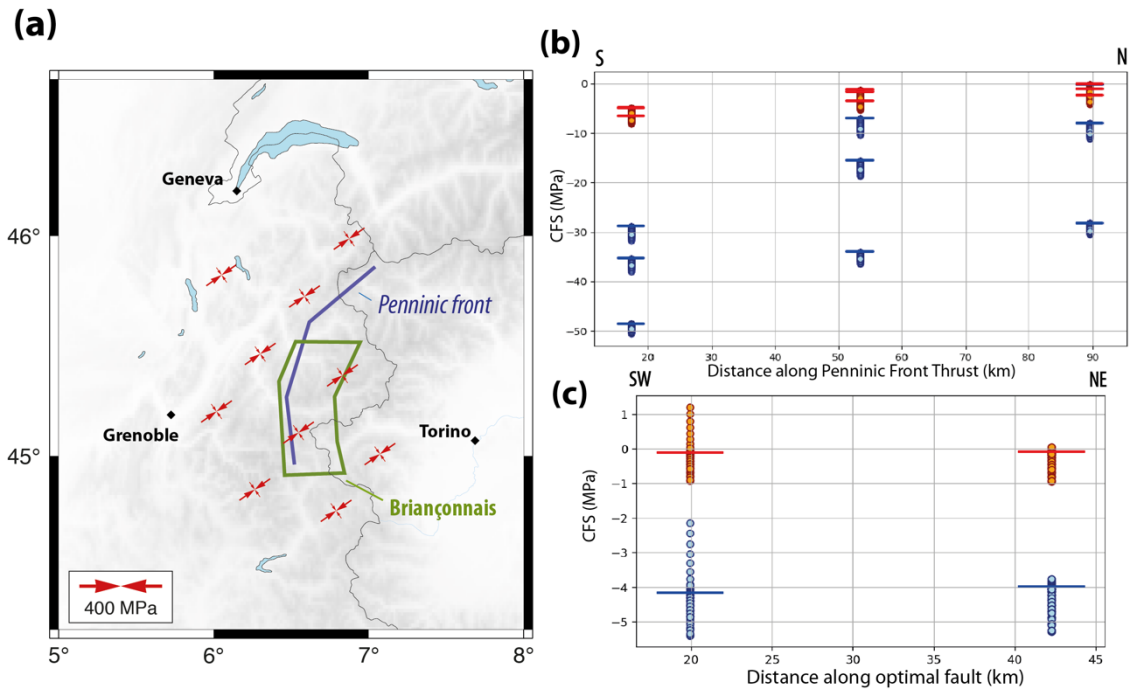 (a)
46°
45°
5°
6°
7°
8°
Geneva
Penninic front
Grenoble
Torino
Briançonnais
400 MPa
(b)
S
N
0
−10
−20
−30
−40
−50
CFS (MPa)
20
30
40
50
60
70
80
90
Distance along Penninic Front Thrust (km)
(c)
SW
NE
1
0
−1
−2
−3
−4
−5
CFS (MPa)
20
25
30
35
40
45
Distance along optimal fault (km)